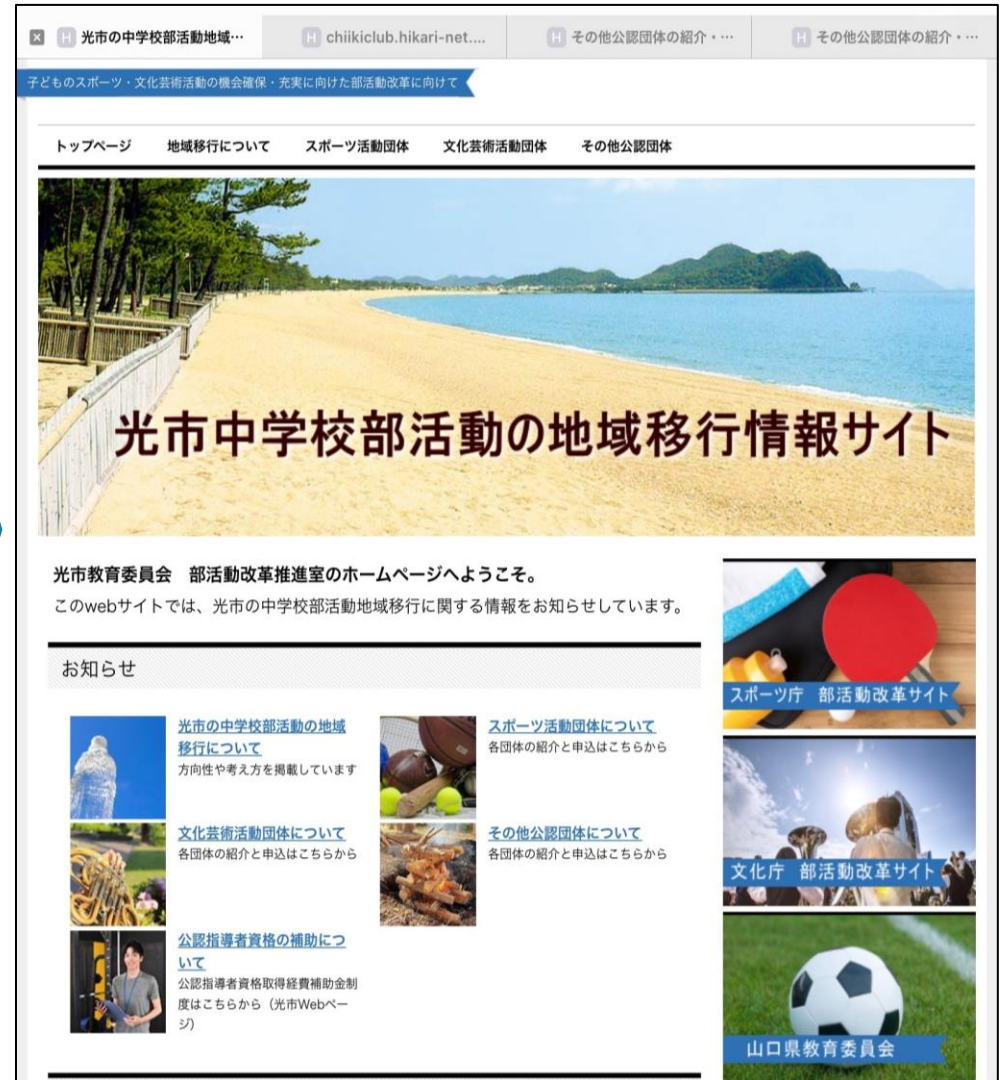 光市の中学校部活動地域…
chiikiclub.hikari-net....
その他公認団体の紹介・…
その他公認団体の紹介・…
子どものスポーツ・文化芸術活動の機会確保・充実に向けた部活動改革に向けて
トップページ 地域移行について スポーツ活動団体 文化芸術活動団体 その他公認団体
光市中学校部活動の地域移行情報サイト
光市教育委員会 部活動改革推進室のホームページへようこそ。
このwebサイトでは、光市の中学校部活動地域移行に関する情報をお知らせしています。
お知らせ
光市の中学校部活動の地域
移行について
方向性や考え方を掲載しています
スポーツ活動団体について
各団体の紹介と申込はこちらから
文化芸術活動団体について
各団体の紹介と申込はこちらから
その他公認団体について
各団体の紹介と申込はこちらから
公認指導者資格の補助につ
いて
公認指導者資格取得経費補助金制
度はこちらから（光市Webペー
ジ）
スポーツ庁 部活動改革サイト
文化庁 部活動改革サイト
山口県教育委員会